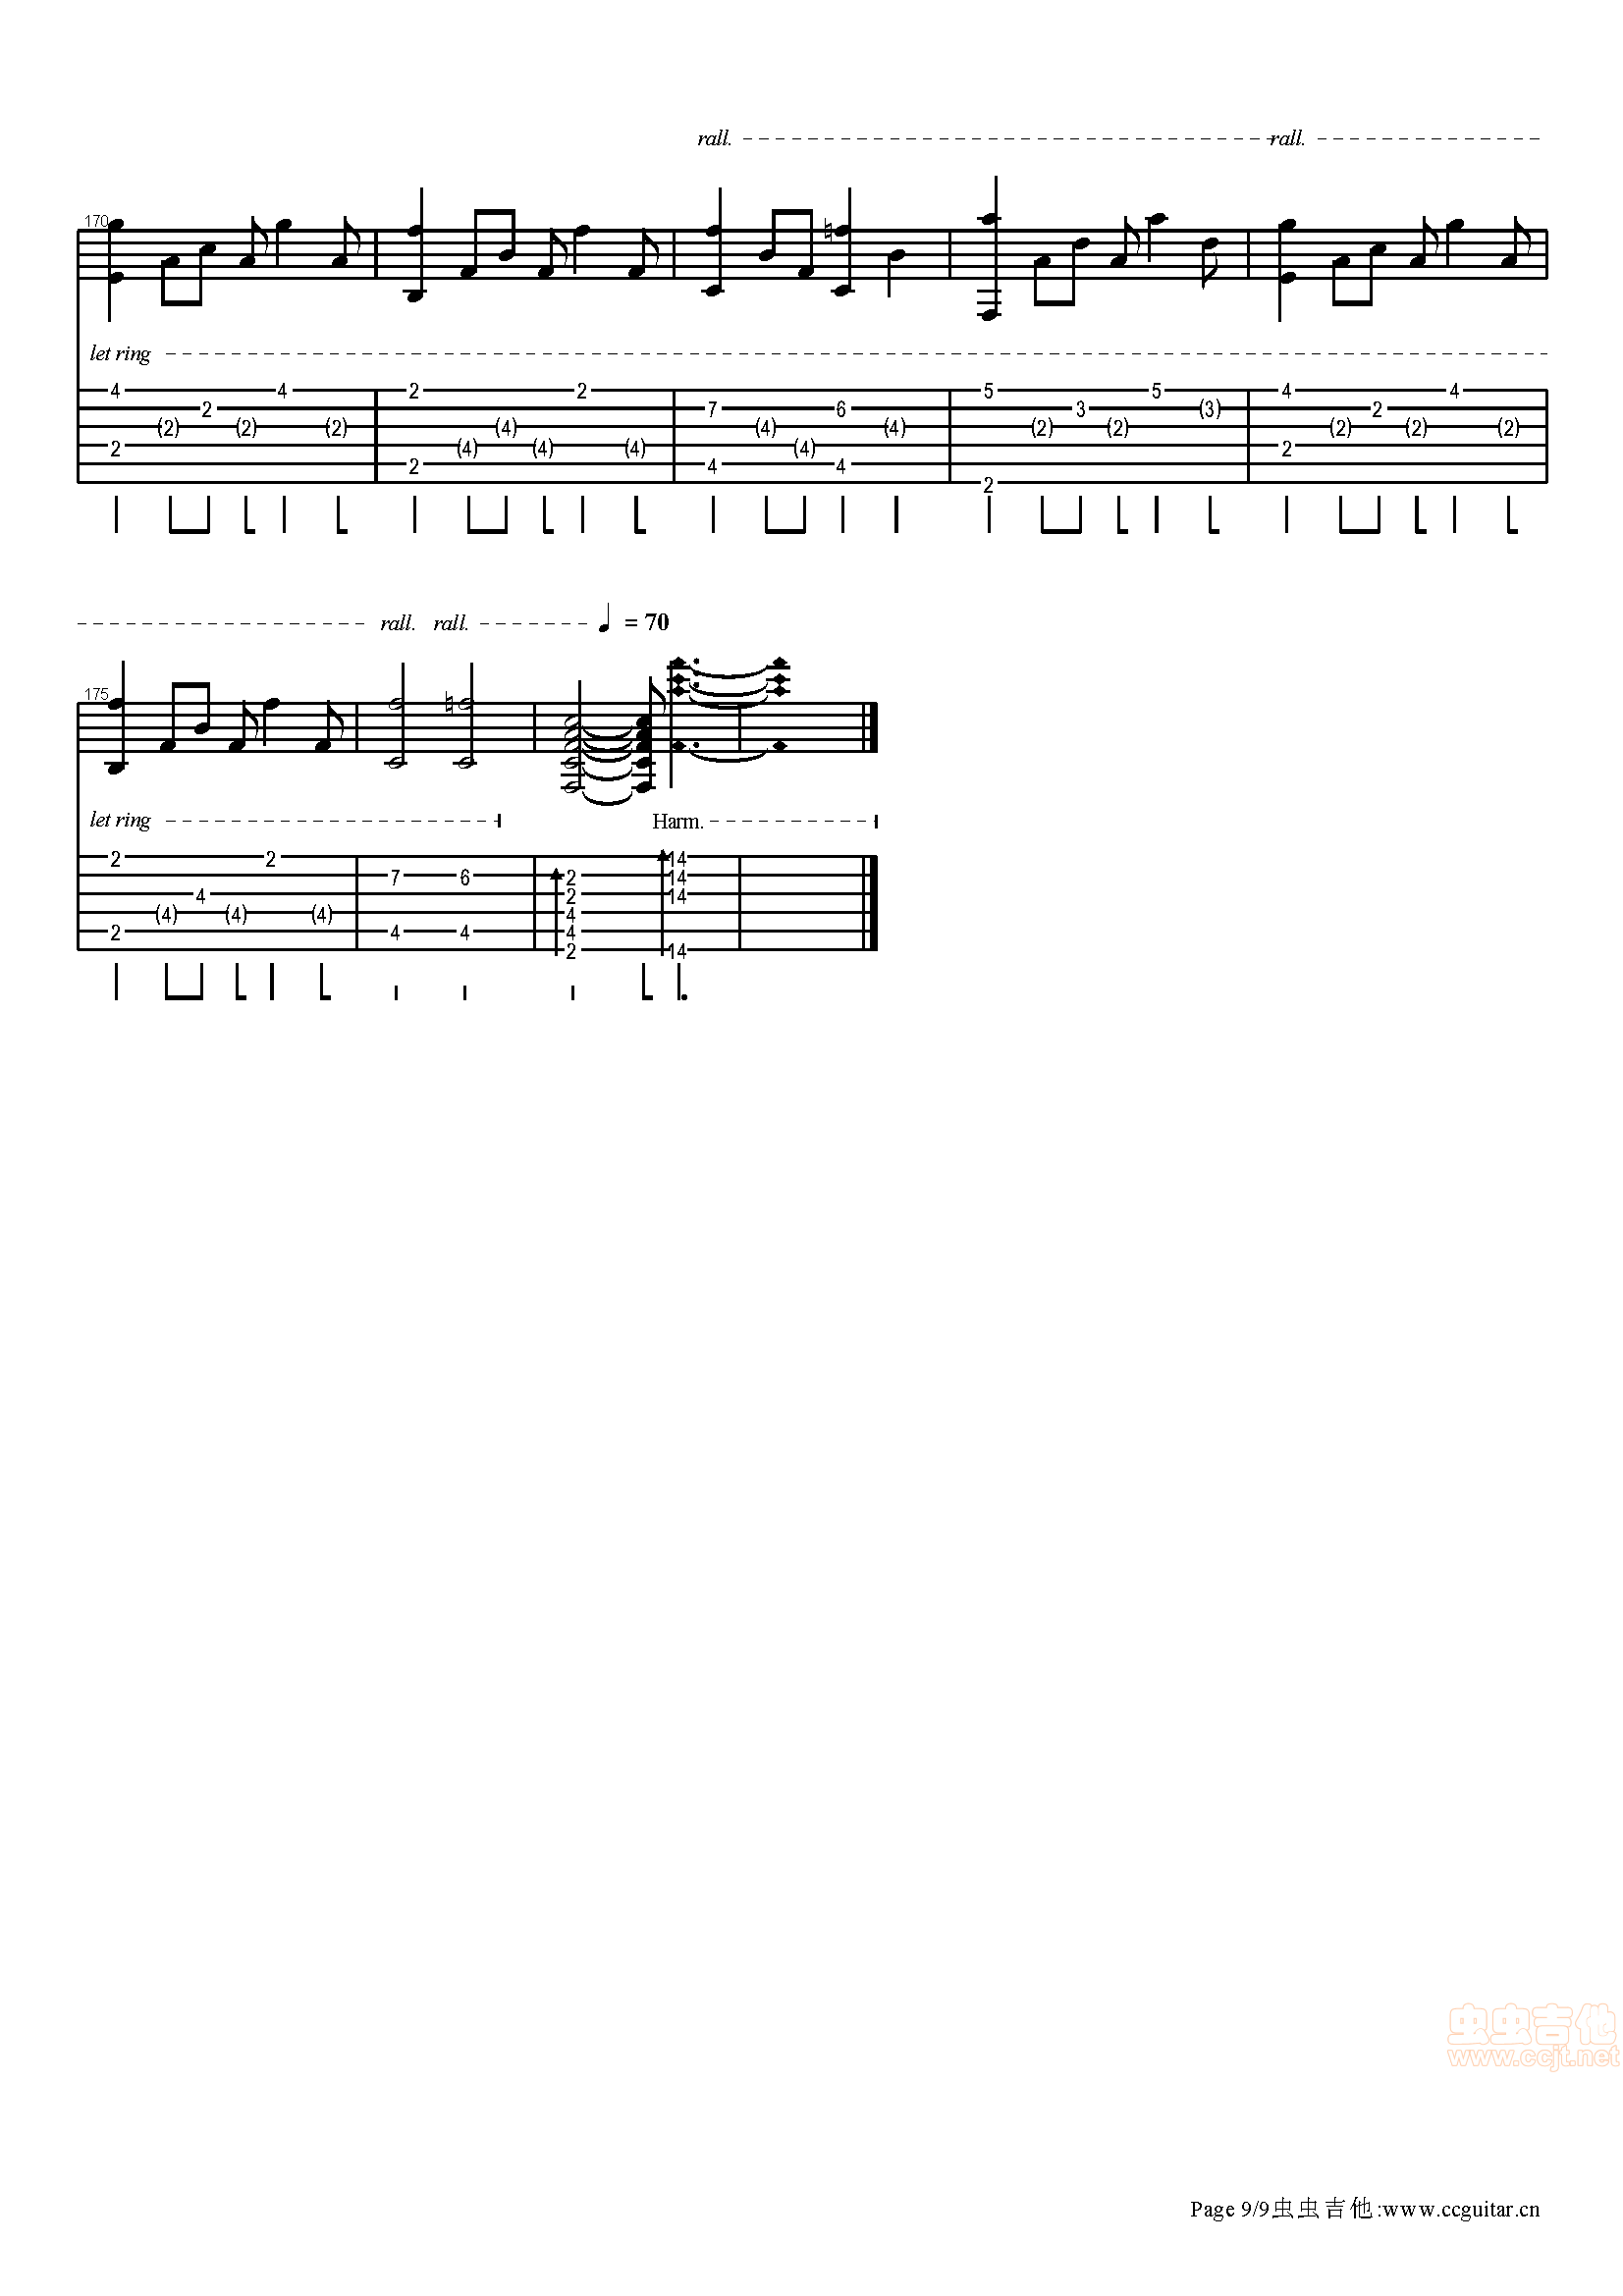 rall. rall.
170
let ring
4 4 2 2 5 5 4 4
2 7 6 3 (3) 2
(2) (2) (2) (4) (4) (4) (2) (2) (2) (2) (2)
2 (4) (4) (4) (4) 2
2 4 4
2
rall. rall. = 70
175
let ring Harm.
2 2 14
7 6 2 14
4 2 14
(4) (4) (4) 4
2 4 4 4
2 14
虫虫吉他
www.ccjt.net
Page 9/9虫虫吉他:www.ccguitar.cn